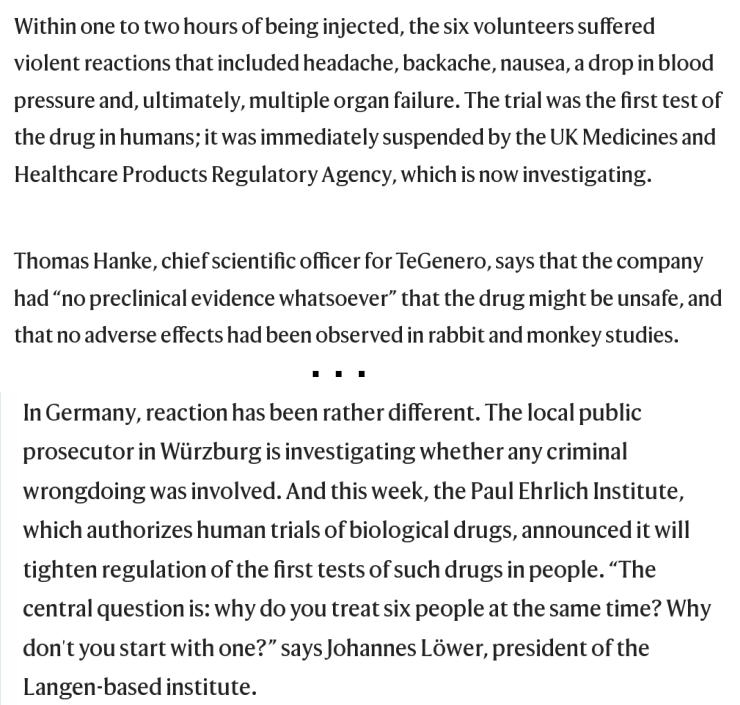 Within one to two hours of being injected, the six volunteers suffered
violent reactions that included headache, backache, nausea, a drop in blood
pressure and, ultimately, multiple organ failure. The trial was the first test of
the drug in humans; it was immediately suspended by the UK Medicines and
Healthcare Products Regulatory Agency, which is now investigating.
Thomas Hanke, chief scientific officer for TeGenero, says that the company
had “no preclinical evidence whatsoever” that the drug might be unsafe, and
that no adverse effects had been observed in rabbit and monkey studies.
. . .
In Germany, reaction has been rather different. The local public
prosecutor in Würzburg is investigating whether any criminal
wrongdoing was involved. And this week, the Paul Ehrlich Institute,
which authorizes human trials of biological drugs, announced it will
tighten regulation of the first tests of such drugs in people. “The
central question is: why do you treat six people at the same time? Why
don't you start with one?” says Johannes Löwer, president of the
Langen-based institute.